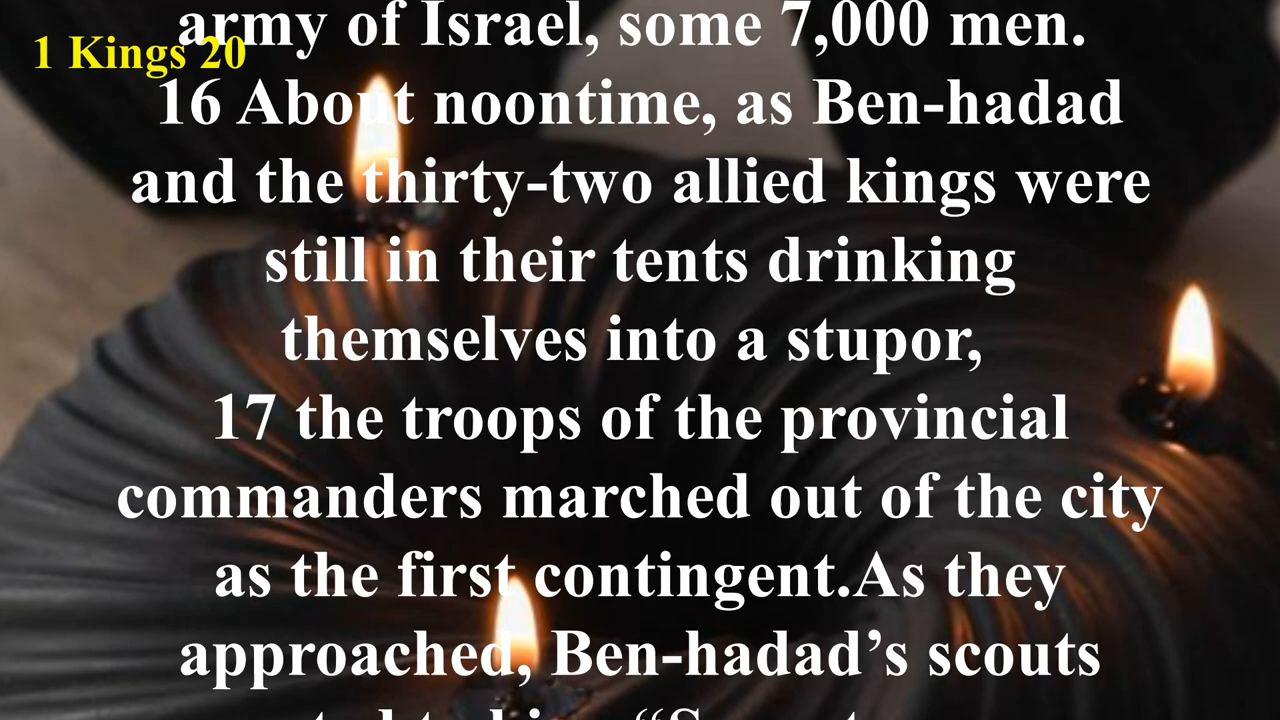 1 Kings 20
army of Israel, some 7,000 men.
16 About noontime, as Ben-hadad
and the thirty-two allied kings were
still in their tents drinking
themselves into a stupor,
17 the troops of the provincial
commanders marched out of the city
as the first contingent.As they
approached, Ben-hadad’s scouts